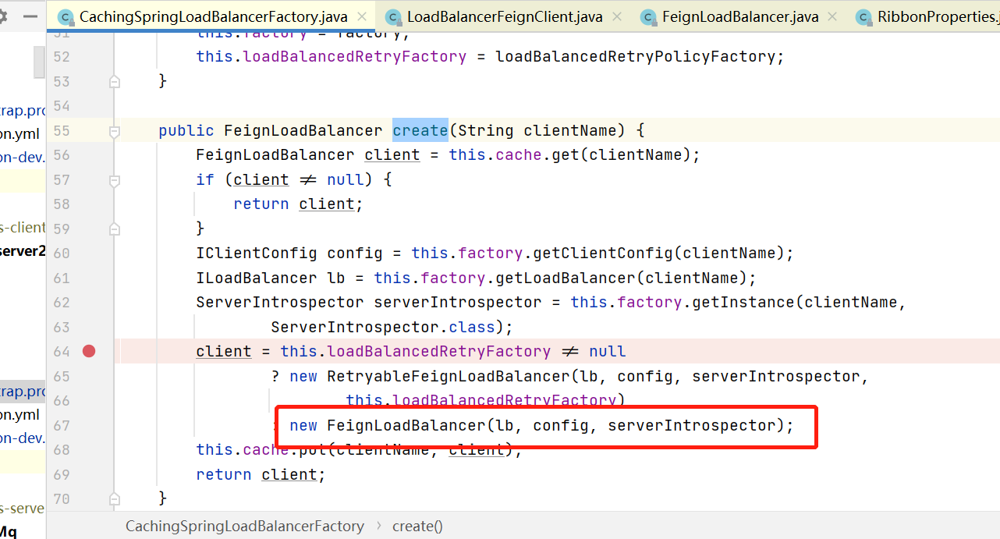 CachingSpringLoadBalancerFactory.java LoadBalancerFeignClient.java FeignLoadBalancer.java RibbonProperties.j
51 this.factory = factory;
52 this.loadBalancedRetryFactory = loadBalancedRetryPolicyFactory;
53 }
54
55 public FeignLoadBalancer create(String clientName) {
56 FeignLoadBalancer client = this.cache.get(clientName);
57 if (client ≠ null) {
58 return client;
59 }
60 IClientConfig config = this.factory.getClientConfig(clientName);
61 ILoadBalancer lb = this.factory.getLoadBalancer(clientName);
62 ServerIntrospector serverIntrospector = this.factory.getInstance(clientName,
63 ServerIntrospector.class);
64 client = this.loadBalancedRetryFactory ≠ null
65 ? new RetryableFeignLoadBalancer(lb, config, serverIntrospector,
66 this.loadBalancedRetryFactory)
67 : new FeignLoadBalancer(lb, config, serverIntrospector);
68 this.cache.put(clientName, client);
69 return client;
70 }
CachingSpringLoadBalancerFactory › create()
rap.pro
on.yml
on-dev.
s-client
server2
rap.pro
on.yml
on-dev.
s-serve
Mq